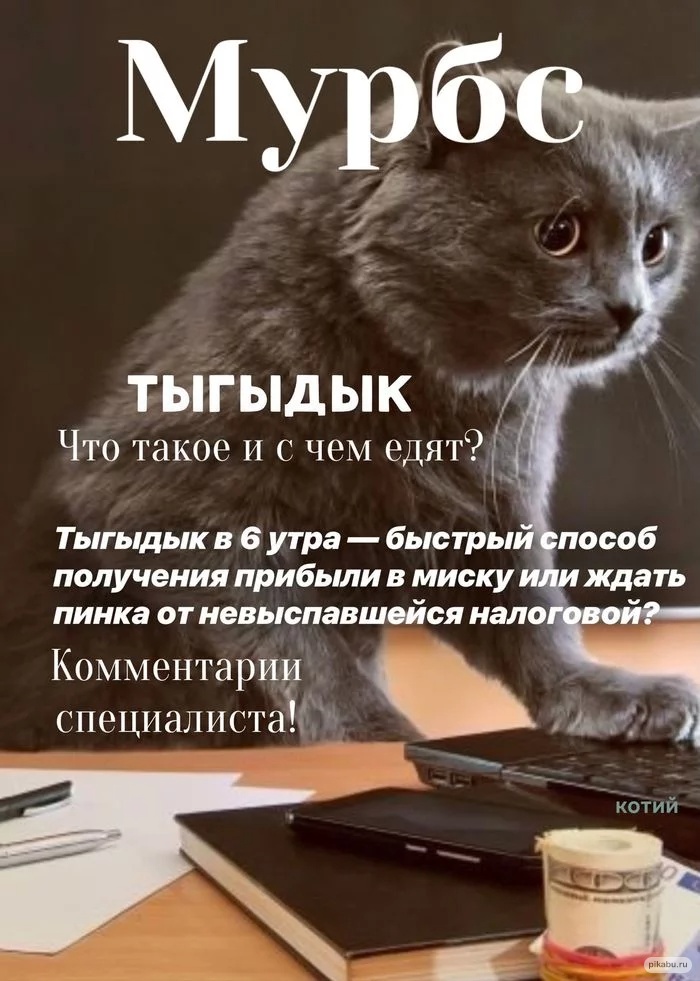 Мурбс
ТЫГЫДЫК
Что такое и с чем едят?
Тыгыдык в 6 утра — быстрый способ
получения прибыли в миску или ждать
пинка от невыспавшейся налоговой?
Комментарии
специалиста!
КОТИЙ
pikabu.ru